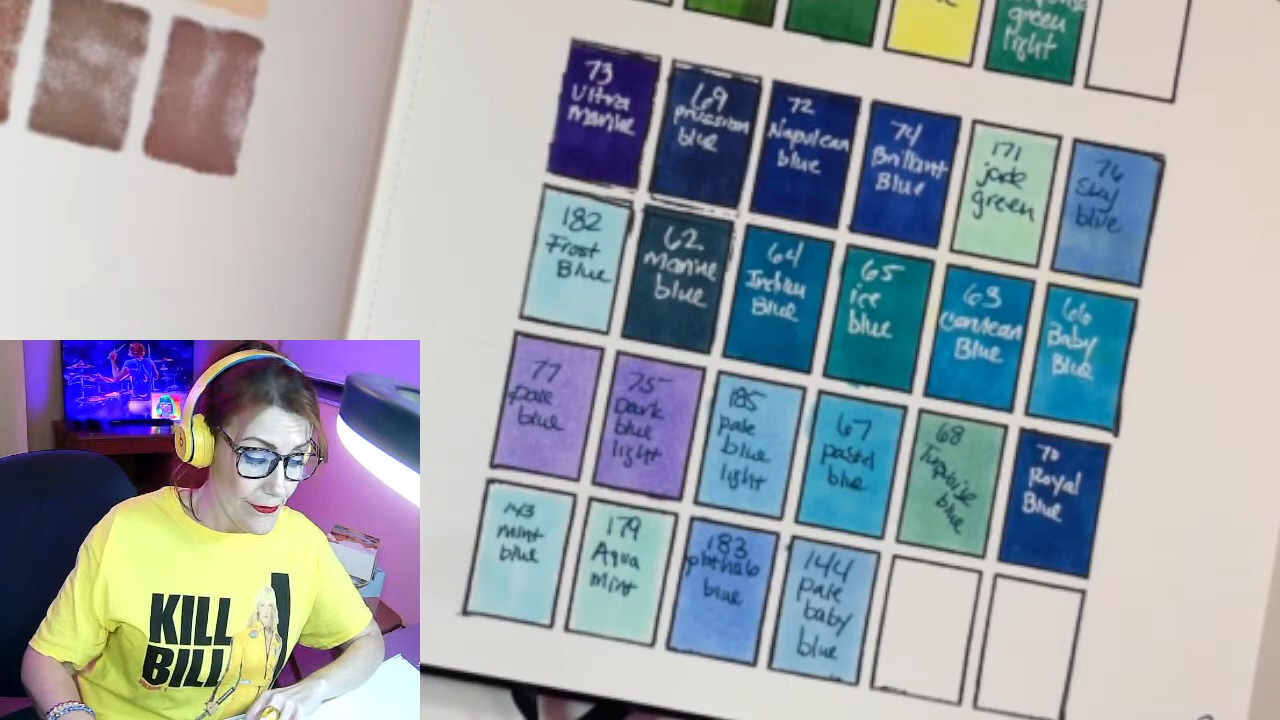 green
light
73
Ultra
Marine
69
prussian
blue
72
Napolean
blue
74
Brilliant
Blue
171
jade
green
76
Sky
blue
182
Frost
Blue
62
Marine
blue
64
Indian
Blue
65
ice
blue
63
Cerulean
Blue
66
Baby
Blue
77
pale
blue
75
Dark
blue
light
185
pale
blue
light
67
pastel
blue
68
Turquoise
blue
70
Royal
Blue
143
mint
blue
179
Aqua
mint
183
phthalo
blue
144
pale
baby
blue
KILL
BILL